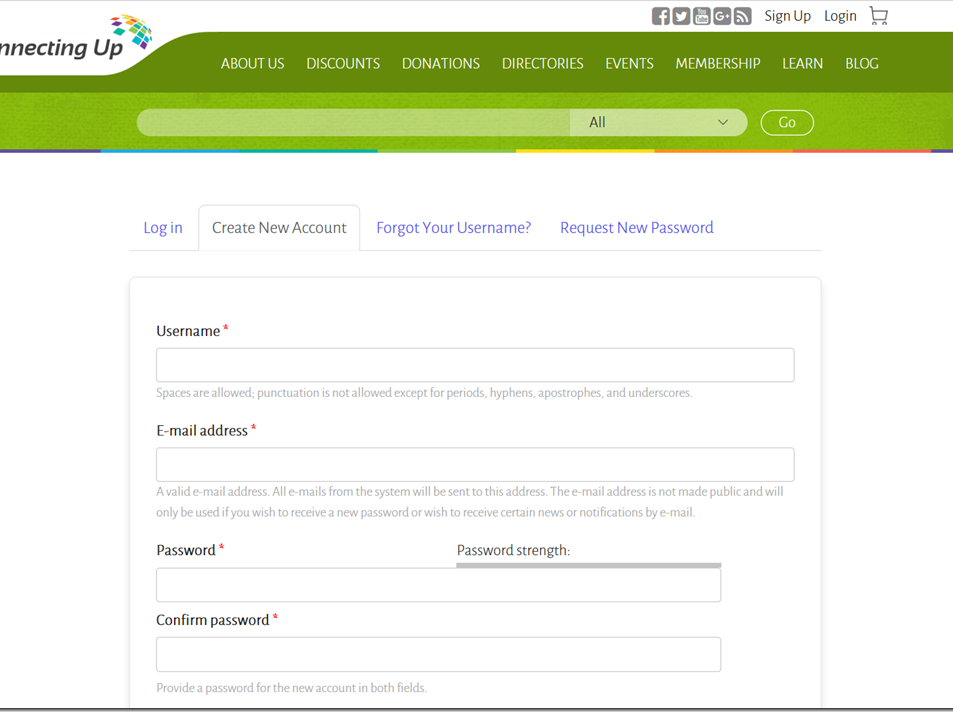 Sign Up Login
nnecting Up
ABOUT US DISCOUNTS DONATIONS DIRECTORIES EVENTS MEMBERSHIP LEARN BLOG
All Go
Log in Create New Account Forgot Your Username? Request New Password
Username *
Spaces are allowed; punctuation is not allowed except for periods, hyphens, apostrophes, and underscores.
E-mail address *
A valid e-mail address. All e-mails from the system will be sent to this address. The e-mail address is not made public and will
only be used if you wish to receive a new password or wish to receive certain news or notifications by e-mail.
Password * Password strength:
Confirm password *
Provide a password for the new account in both fields.